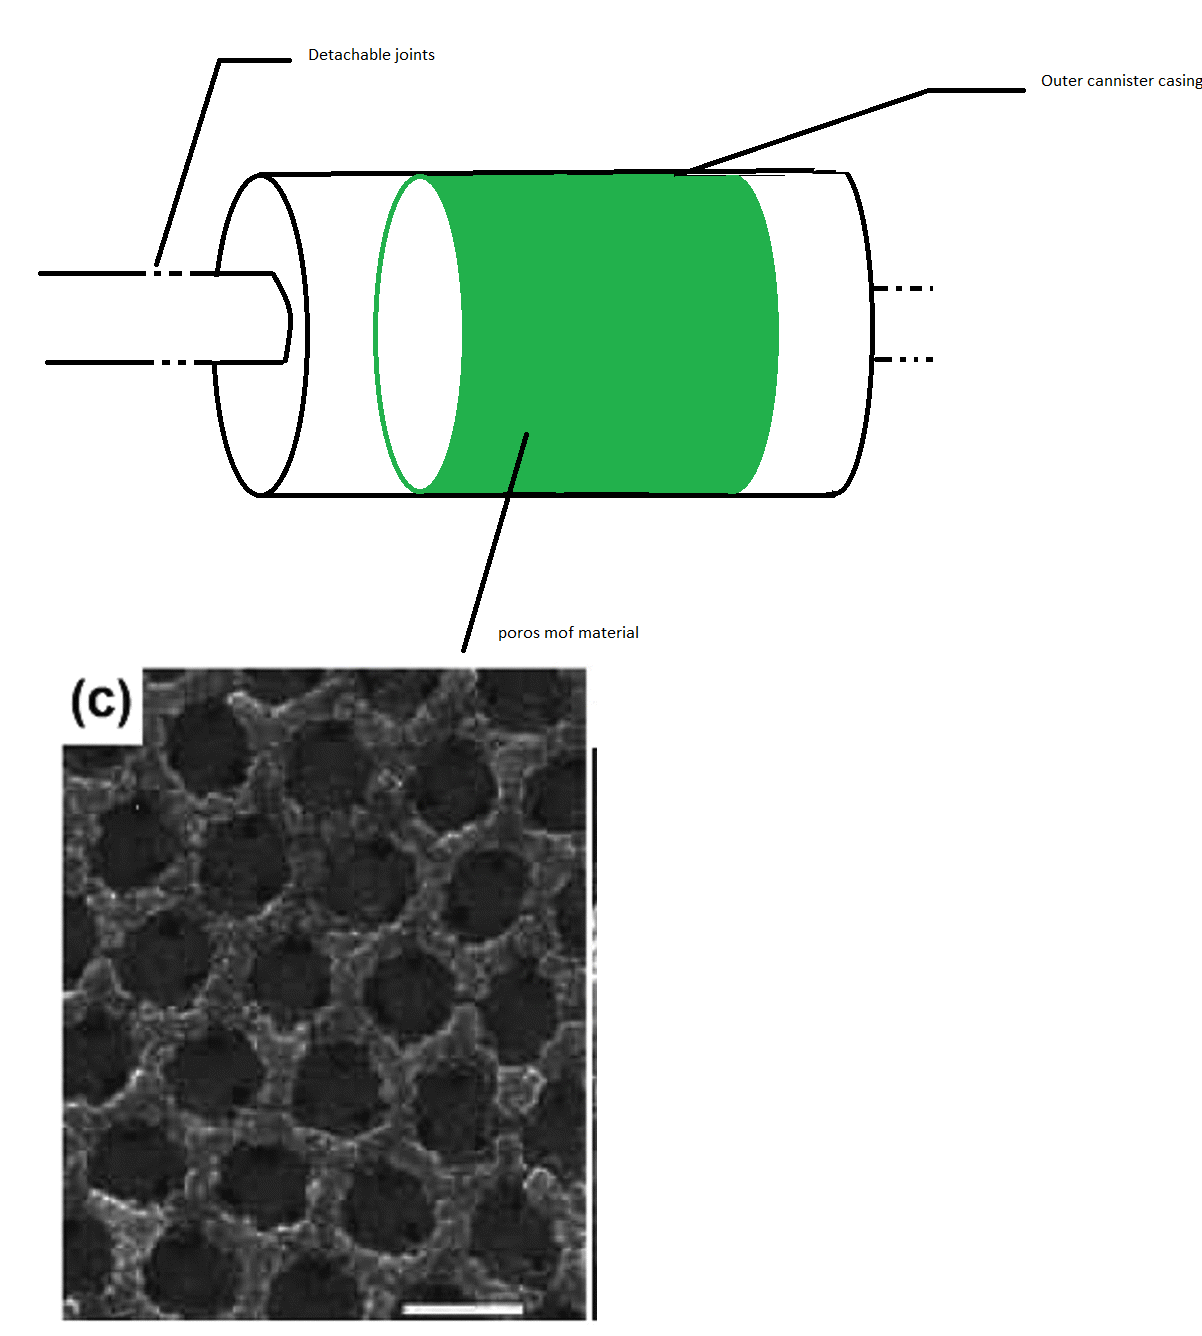 Detachable joints
Outer cannister casing
poros mof material
(c)